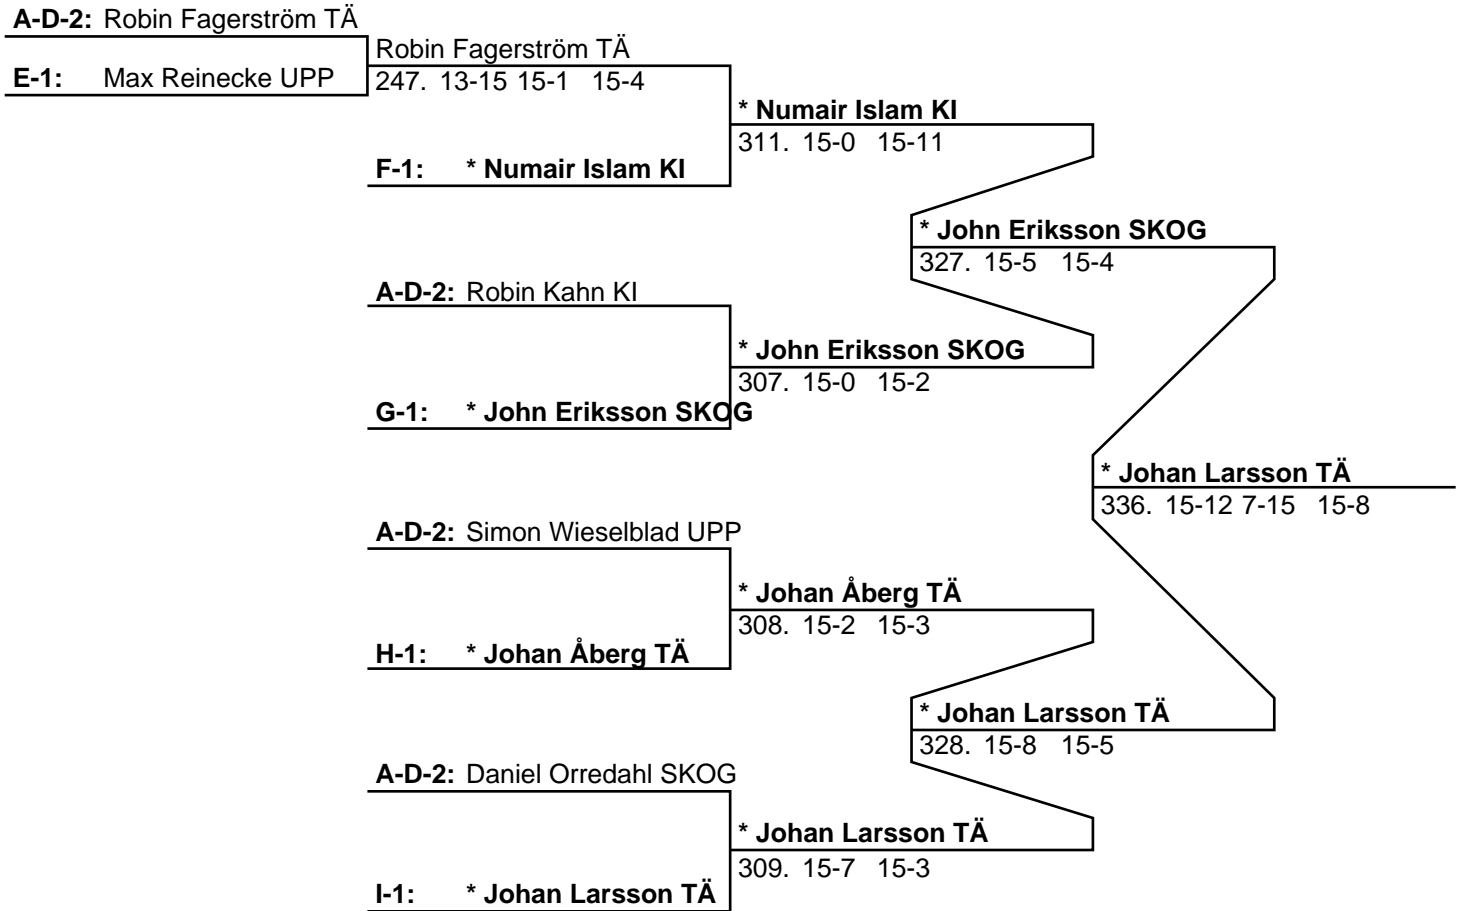 A-D-2: Robin Fagerström TÄ
Robin Fagerström TÄ
E-1: Max Reinecke UPP
247. 13-15 15-1 15-4
* Numair Islam KI
311. 15-0 15-11
F-1: * Numair Islam KI
* John Eriksson SKOG
327. 15-5 15-4
A-D-2: Robin Kahn KI
* John Eriksson SKOG
307. 15-0 15-2
G-1: * John Eriksson SKOG
* Johan Larsson TÄ
336. 15-12 7-15 15-8
A-D-2: Simon Wieselblad UPP
* Johan Åberg TÄ
308. 15-2 15-3
H-1: * Johan Åberg TÄ
* Johan Larsson TÄ
328. 15-8 15-5
A-D-2: Daniel Orredahl SKOG
* Johan Larsson TÄ
309. 15-7 15-3
I-1: * Johan Larsson TÄ